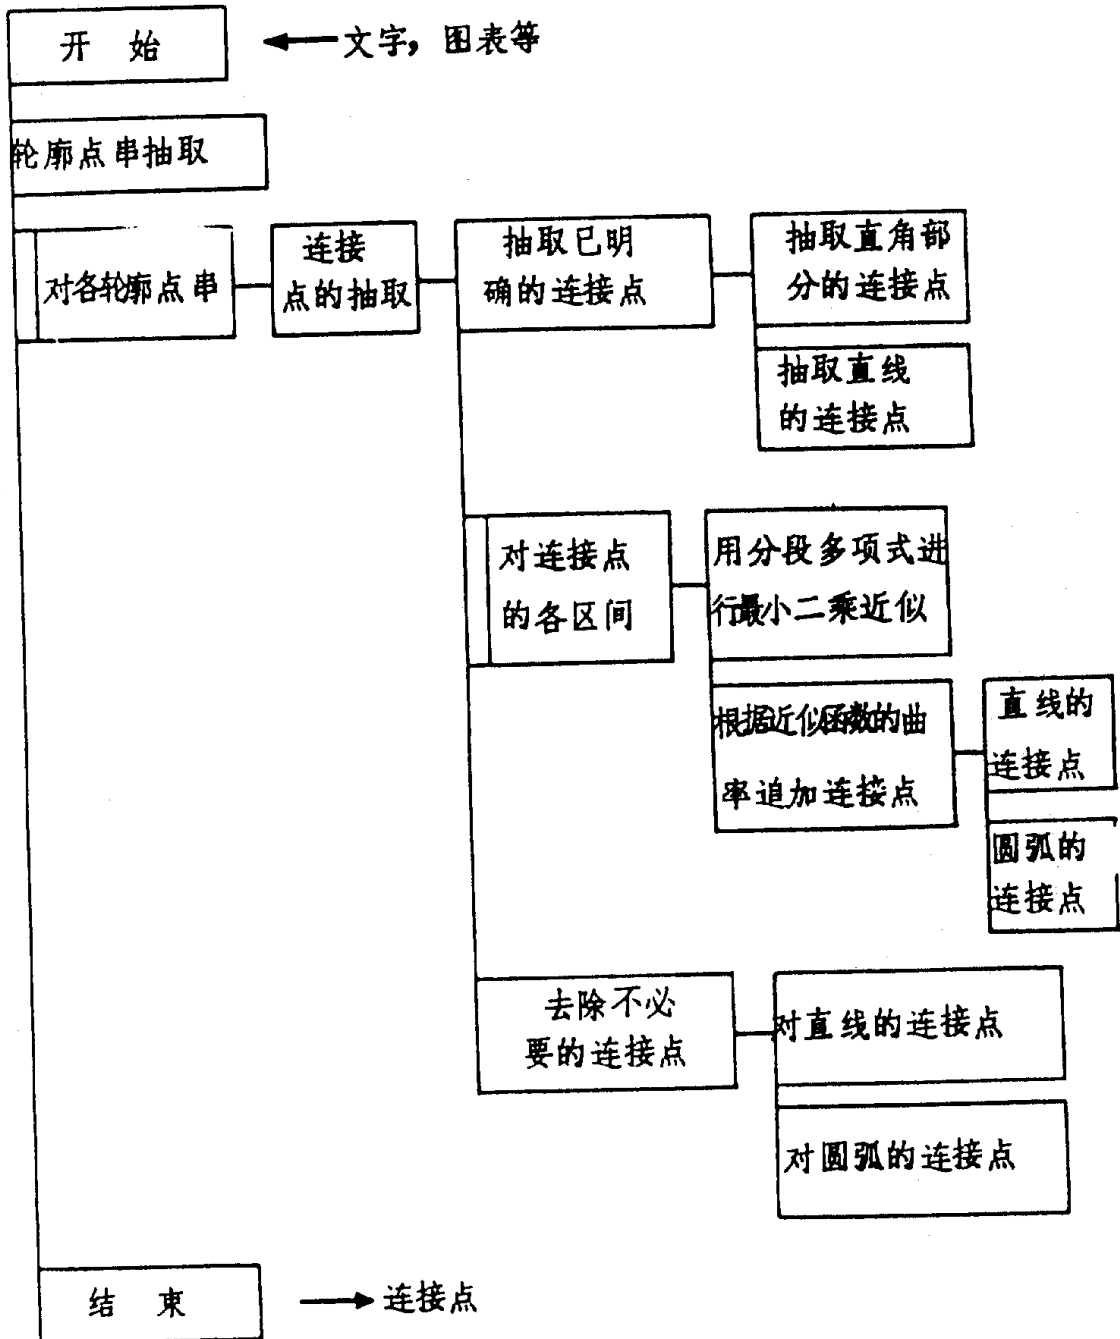 开 始
文字，图表等
轮廓点串抽取
对各轮廓点串
连接
点的抽取
抽取已明
确的连接点
抽取直角部
分的连接点
抽取直线
的连接点
对连接点
的各区间
用分段多项式进
行最小二乘近似
根据近似函数的曲
率追加连接点
直线的
连接点
圆弧的
连接点
去除不必
要的连接点
对直线的连接点
对圆弧的连接点
结 束
连接点